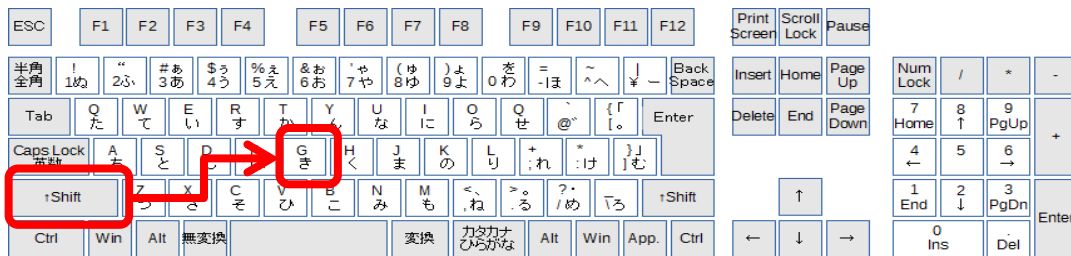 ESC F1 F2 F3 F4 F5 F6 F7 F8 F9 F10 F11 F12 Print Screen Scroll Lock Pause
半角 全角 ! 1ぬ “ 2ふ #ぁ 3あ $ぅ 4う %ぇ 5え &ぉ 6お 'ゃ 7や (ゅ 8ゆ )ょ 9よ を 0わ = -ほ ~ ^へ | ¥ー Back Space Insert Home Page Up Num Lock / * -
Tab Q た W て E い R す T か Y ん U な I に O ら Q せ ` @゛ {「 [。 Enter Delete End Page Down 7 Home 8 ↑ 9 PgUp +
Caps Lock 英数 A ち S と D G き H く J ま K の L り + ;れ * :け }」 ]む 4 ← 5 6 →
↑Shift Z つ X さ C そ V ひ B こ N み M も <、 ,ね >。 .る ?・ /め _ \ろ ↑Shift ↑ 1 End 2 ↓ 3 PgDn Enter
Ctrl Win Alt 無変換 変換 カタカナ ひらがな Alt Win App. Ctrl ← ↓ → 0 Ins . Del